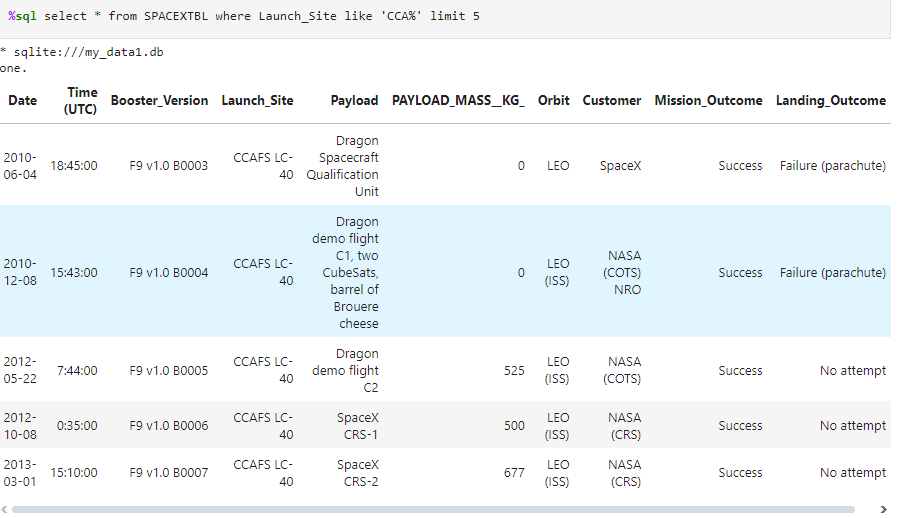 %sql select * from SPACEXTBL where Launch_Site like 'CCA%' limit 5
* sqlite:///my_data1.db
one.
Date Time (UTC) Booster_Version Launch_Site Payload PAYLOAD_MASS__KG_ Orbit Customer Mission_Outcome Landing_Outcome
2010-06-04 18:45:00 F9 v1.0 B0003 CCAFS LC-40 Dragon Spacecraft Qualification Unit 0 LEO SpaceX Success Failure (parachute)
2010-12-08 15:43:00 F9 v1.0 B0004 CCAFS LC-40 Dragon demo flight C1, two CubeSats, barrel of Brouere cheese 0 LEO (ISS) NASA (COTS) NRO Success Failure (parachute)
2012-05-22 7:44:00 F9 v1.0 B0005 CCAFS LC-40 Dragon demo flight C2 525 LEO (ISS) NASA (COTS) Success No attempt
2012-10-08 0:35:00 F9 v1.0 B0006 CCAFS LC-40 SpaceX CRS-1 500 LEO (ISS) NASA (CRS) Success No attempt
2013-03-01 15:10:00 F9 v1.0 B0007 CCAFS LC-40 SpaceX CRS-2 677 LEO (ISS) NASA (CRS) Success No attempt